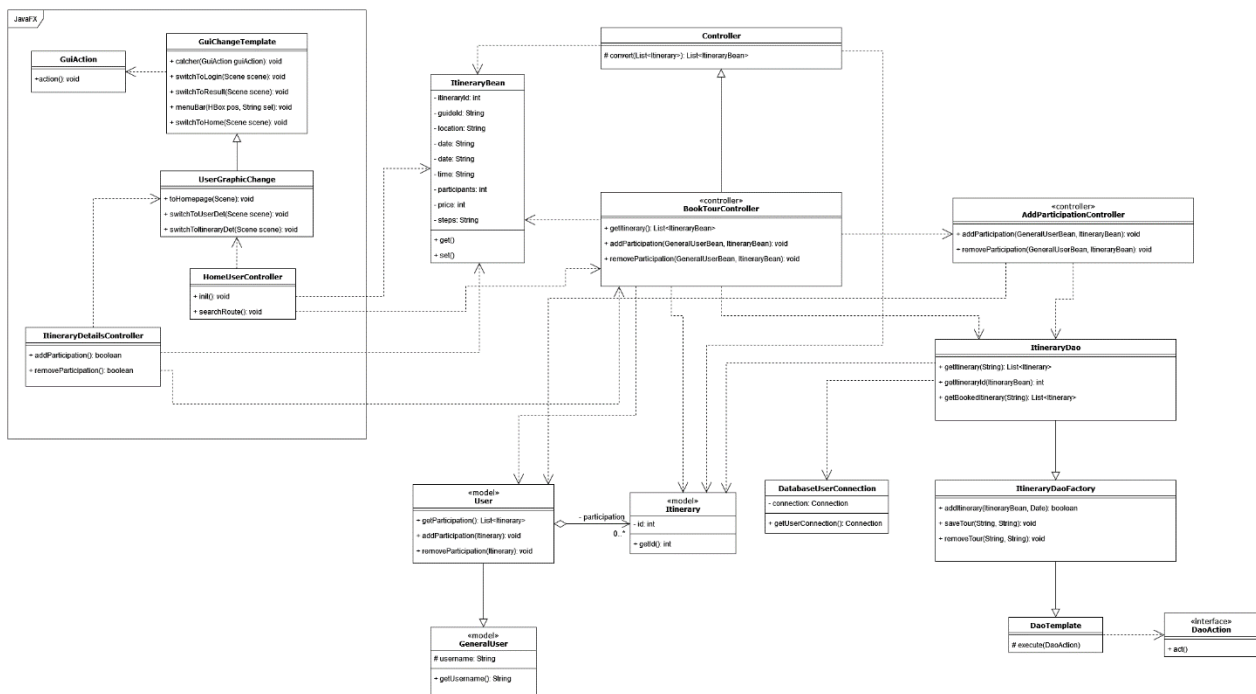 JavaFX
GuiAction
+action(): void
GuiChangeTemplate
+ catcher(GuiAction guiAction): void
+ switchToLogin(Scene scene): void
+ switchToResult(Scene scene): void
+ menuBar(HBox pos, String sel): void
+ switchToHome(Scene scene): void
UserGraphicChange
+ toHomepage(Scene): void
+ switchToUserDet(Scene scene): void
+ switchToItineraryDet(Scene scene): void
HomeUserController
+ init(): void
+ searchRoute(): void
ItineraryDetailsController
+ addParticipation(): boolean
+ removeParticipation(): boolean
ItineraryBean
- itineraryId: int
- guideId: String
- location: String
- date: String
- date: String
- time: String
- participants: int
- price: int
- steps: String
+ get()
+ set()
Controller
# convert(List<Itinerary>): List<ItineraryBean>
«controller»
BookTourController
+ getItinerary(): List<ItineraryBean>
+ addParticipation(GeneralUserBean, ItineraryBean): void
+ removeParticipation(GeneralUserBean, ItineraryBean): void
«controller»
AddParticipationController
+ addParticipation(GeneralUserBean, ItineraryBean): void
+ removeParticipation(GeneralUserBean, ItineraryBean): void
ItineraryDao
+ getItinerary(String): List<Itinerary>
+ getItineraryId(ItineraryBean): int
+ getBookedItinerary(String): List<Itinerary>
«model»
User
+ getParticipation(): List<Itinerary>
+ addParticipation(Itinerary): void
+ removeParticipation(Itinerary): void
- participation
0..*
«model»
Itinerary
- id: int
+ getId(): int
DatabaseUserConnection
- connection: Connection
+ getUserConnection(): Connection
ItineraryDaoFactory
+ addItinerary(ItineraryBean, Date): boolean
+ saveTour(String, String): void
+ removeTour(String, String): void
«model»
GeneralUser
# username: String
+ getUsername(): String
DaoTemplate
# execute(DaoAction)
«interface»
DaoAction
+ act()